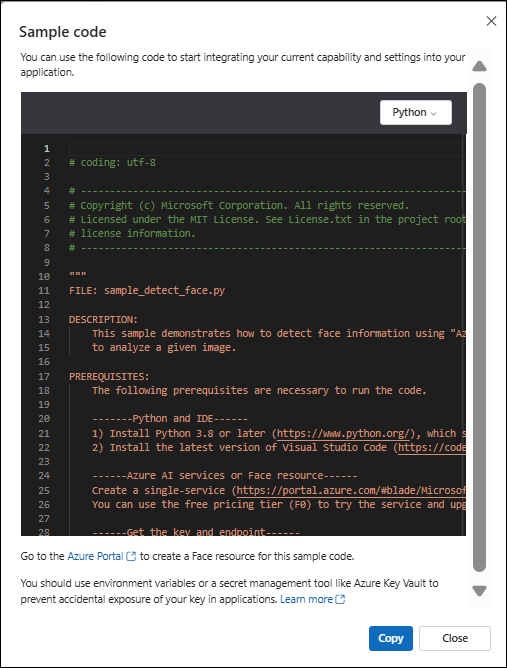 Sample code
You can use the following code to start integrating your current capability and settings into your
application.
Python
1
2 # coding: utf-8
3
4 # -------------------------------------------------------------------
5 # Copyright (c) Microsoft Corporation. All rights reserved.
6 # Licensed under the MIT License. See License.txt in the project root
7 # license information.
8 # -------------------------------------------------------------------
9
10 """
11 FILE: sample_detect_face.py
12
13 DESCRIPTION:
14 This sample demonstrates how to detect face information using "Az
15 to analyze a given image.
16
17 PREREQUISITES:
18 The following prerequisites are necessary to run the code.
19
20 -------Python and IDE------
21 1) Install Python 3.8 or later (https://www.python.org/), which s
22 2) Install the latest version of Visual Studio Code (https://code
23
24 ------Azure AI services or Face resource------
25 Create a single-service (https://portal.azure.com/#blade/Microsof
26 You can use the free pricing tier (F0) to try the service and upg
27
28 ------Get the key and endpoint------
Go to the Azure Portal to create a Face resource for this sample code.
You should use environment variables or a secret management tool like Azure Key Vault to
prevent accidental exposure of your key in applications. Learn more
Copy Close